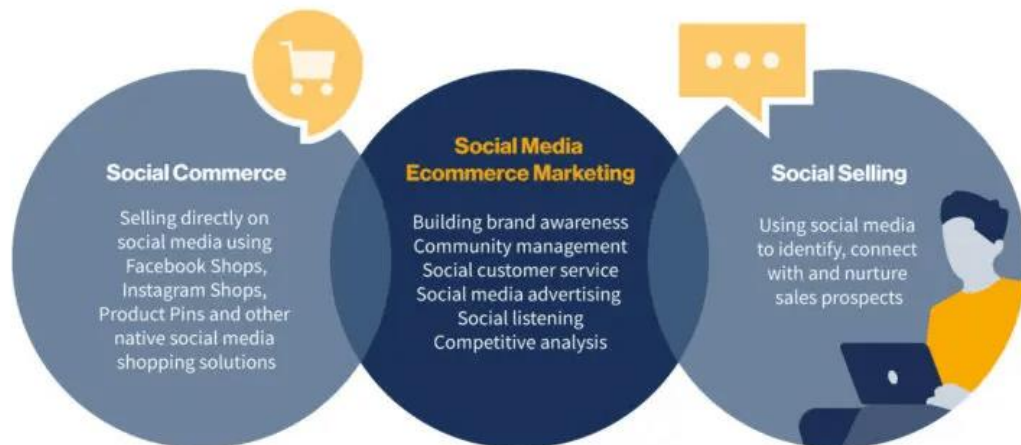 Social Commerce
Selling directly on
social media using
Facebook Shops,
Instagram Shops,
Product Pins and other
native social media
shopping solutions
Social Media
Ecommerce Marketing
Building brand awareness
Community management
Social customer service
Social media advertising
Social listening
Competitive analysis
Social Selling
Using social media
to identify, connect
with and nurture
sales prospects